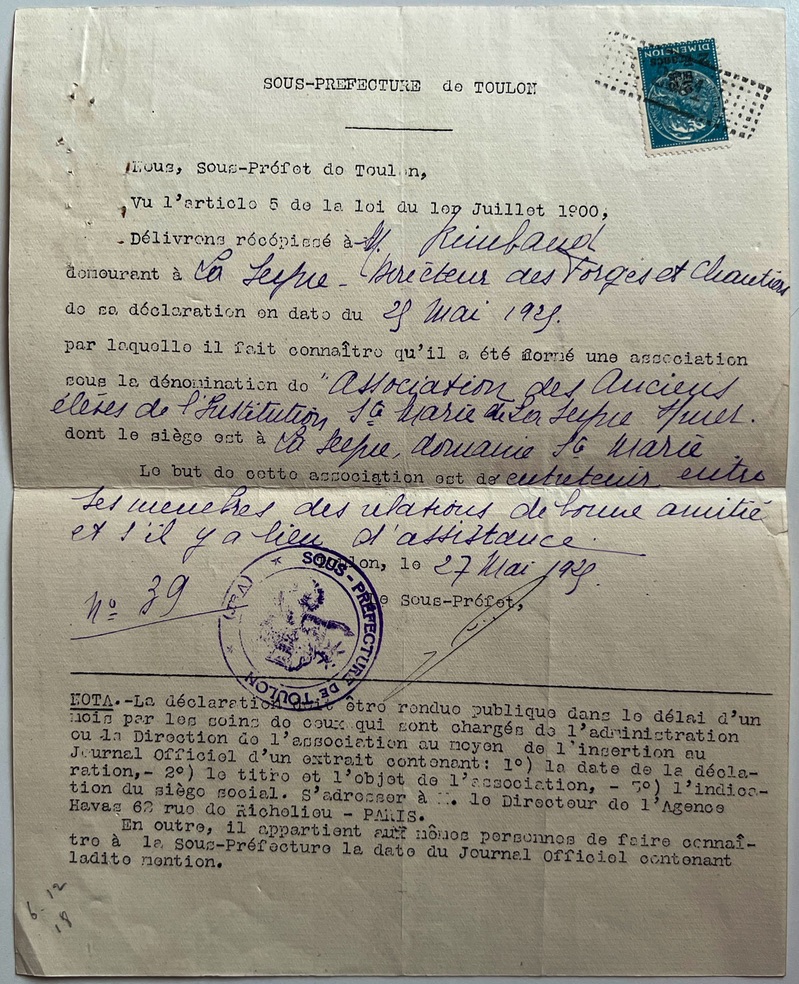 DIMENSION
SOUS-PREFECTURE de TOULON
Nous, Sous-Préfet de Toulon,
Vu l'article 5 de la loi du 1er Juillet 1900,
Délivrons récépissé à M. Rimbaud
demeurant à La Seyne - Directeur des Forges et Chantiers
de sa déclaration en date du 25 Mai 1925.
par laquelle il fait connaître qu'il a été formé une association
sous la dénomination de "Association des Anciens
élèves de l'Institution Ste Marie de La Seyne s/mer.
dont le siège est à La Seyne, domaine Ste Marie
Le but de cette association est de entretenir entre
ses membres des relations de bonne amitié
et s'il y a lieu d'assistance.
Toulon, le 27 Mai 1925.
n° 39
le Sous-Préfet,
SOUS-PREFECTURE DE TOULON
(VAR)
NOTA.-La déclaration doit être rendue publique dans le délai d'un
mois par les soins de ceux qui sont chargés de l'administration
ou la Direction de l'association au moyen de l'insertion au
Journal Officiel d'un extrait contenant: 1°) la date de la décla-
ration,- 2°) le titre et l'objet de l'association, - 3°) l'indica-
tion du siège social. S'adresser à M. le Directeur de l'Agence
Havas 62 rue de Richelieu - PARIS.
En outre, il appartient aux mêmes personnes de faire connaî-
tre à la Sous-Préfecture la date du Journal Officiel contenant
ladite mention.
6.12
18